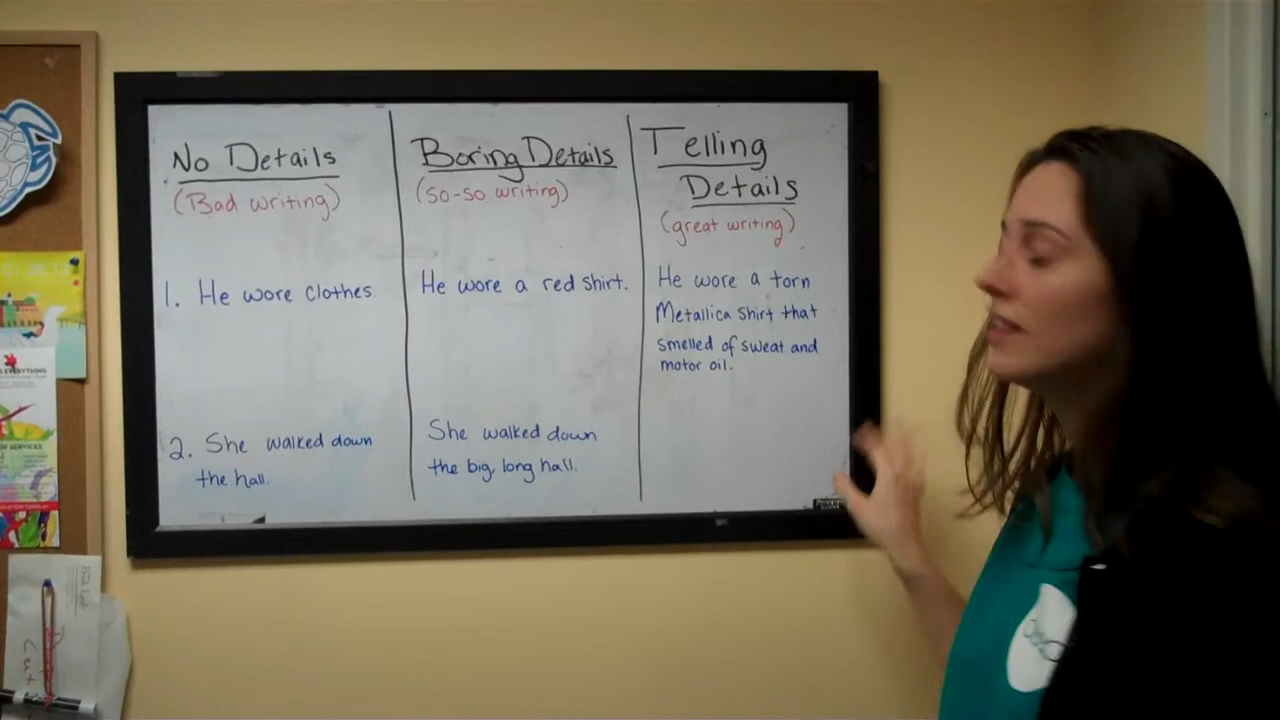 No Details
(Bad writing)
1. He wore clothes
2. She walked down
the hall.
Boring Details
(so-so writing)
He wore a red shirt.
She walked down
the big, long hall.
Telling
Details
(great writing)
He wore a torn
Metallica shirt that
smelled of sweat and
motor oil.